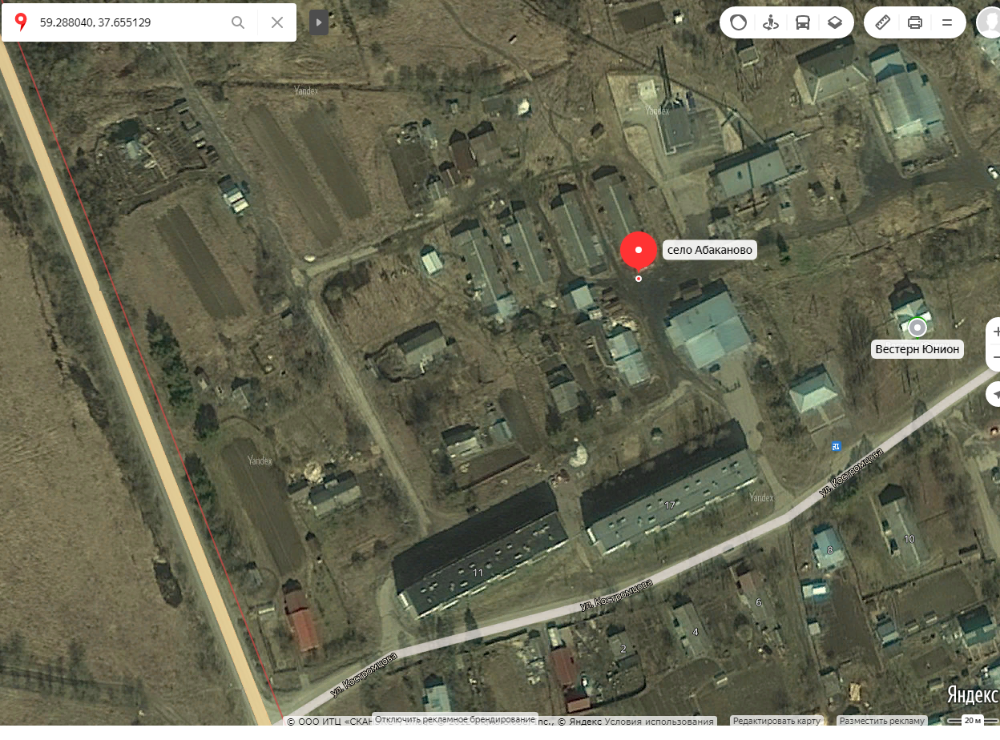 59.288040, 37.655129
Yandex
Yandex
село Абаканово
Вестерн Юнион
Yandex
ул. Костромцова
Yandex
17
10
8
11
ул. Костромцова
6
4
2
ул. Костромцова
Яндекс
Отключить рекламное брендирование
© ООО ИТЦ «СКАН
nc., © Яндекс Условия использования
Редактировать карту
Разместить рекламу
20 м